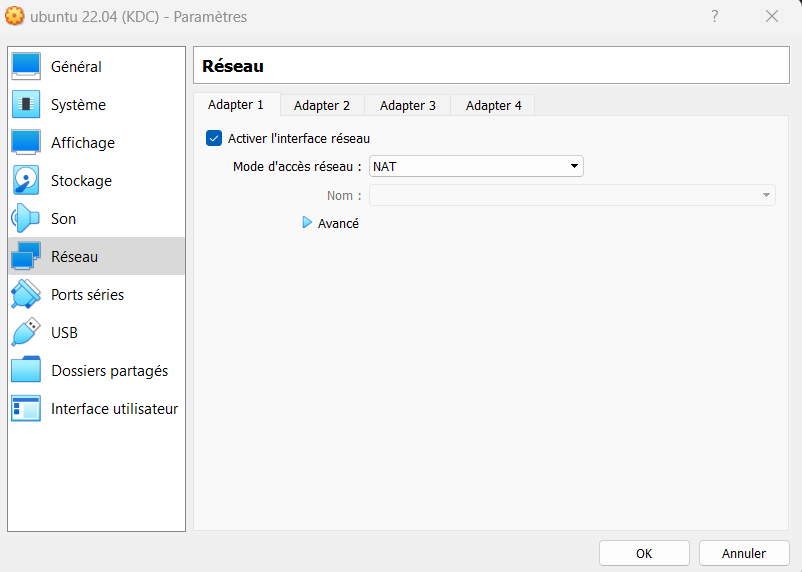 ubuntu 22.04 (KDC) - Paramètres
?
Général
Système
Affichage
Stockage
Son
Réseau
Ports séries
USB
Dossiers partagés
Interface utilisateur
Réseau
Adapter 1 Adapter 2 Adapter 3 Adapter 4
Activer l'interface réseau
Mode d'accès réseau : NAT
Nom :
Avancé
OK Annuler